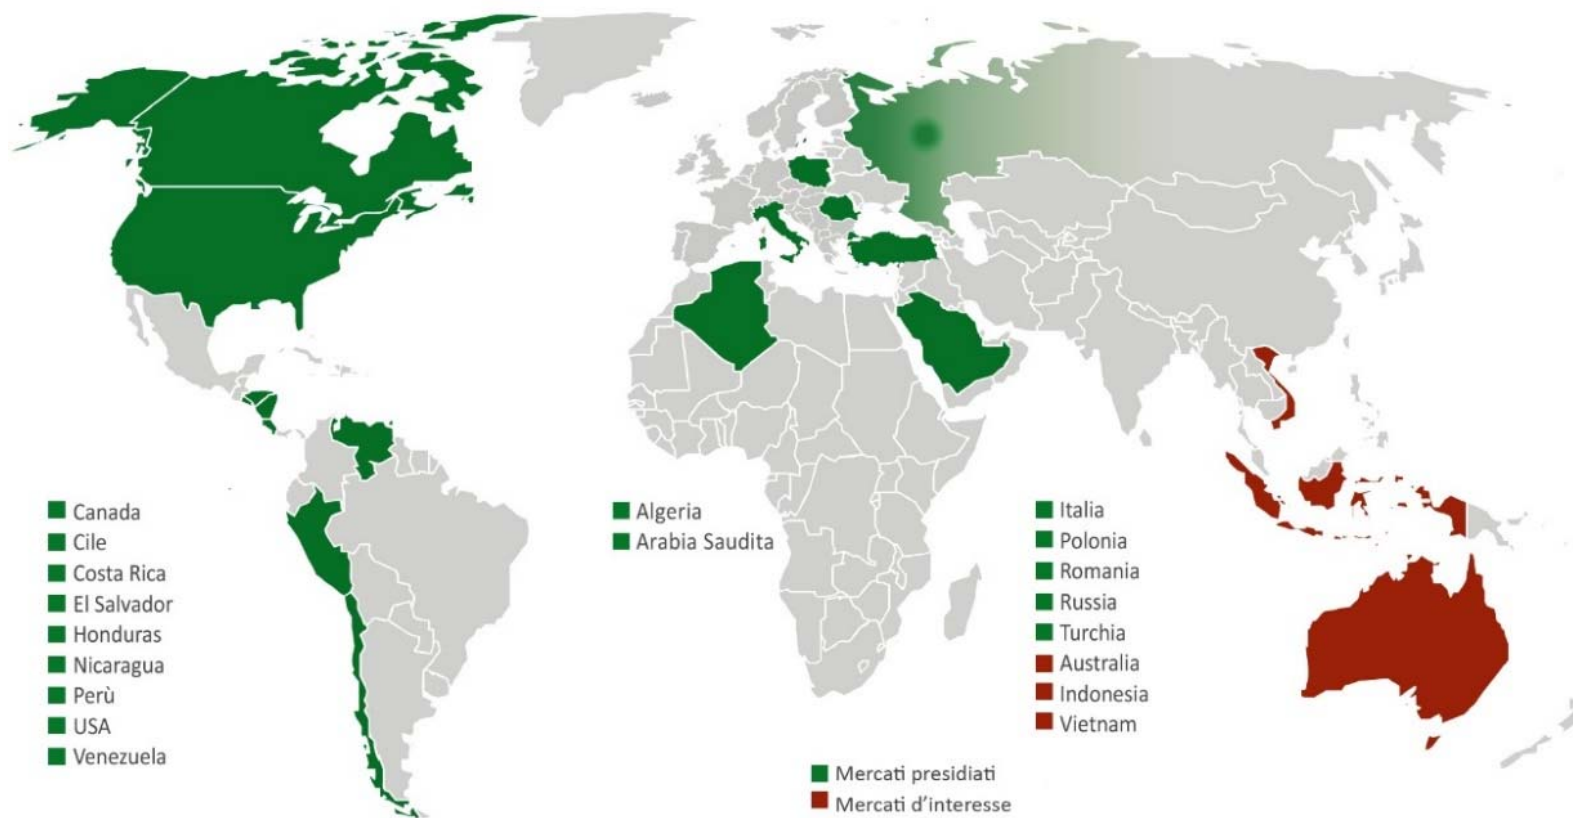 Canada
Cile
Costa Rica
El Salvador
Honduras
Nicaragua
Perù
USA
Venezuela
Algeria
Arabia Saudita
Italia
Polonia
Romania
Russia
Turchia
Australia
Indonesia
Vietnam
Mercati presidiati
Mercati d'interesse